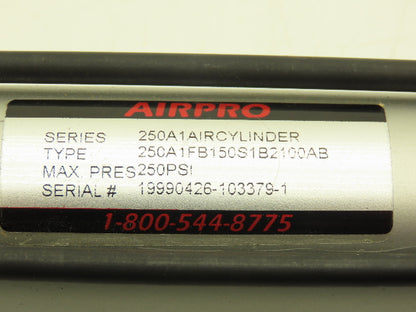 AIRPRO
SERIES 250A1AIRCYLINDER
TYPE 250A1FB150S1B2100AB
MAX. PRES 250PSI
SERIAL # 19990426-103379-1
1-800-544-8775